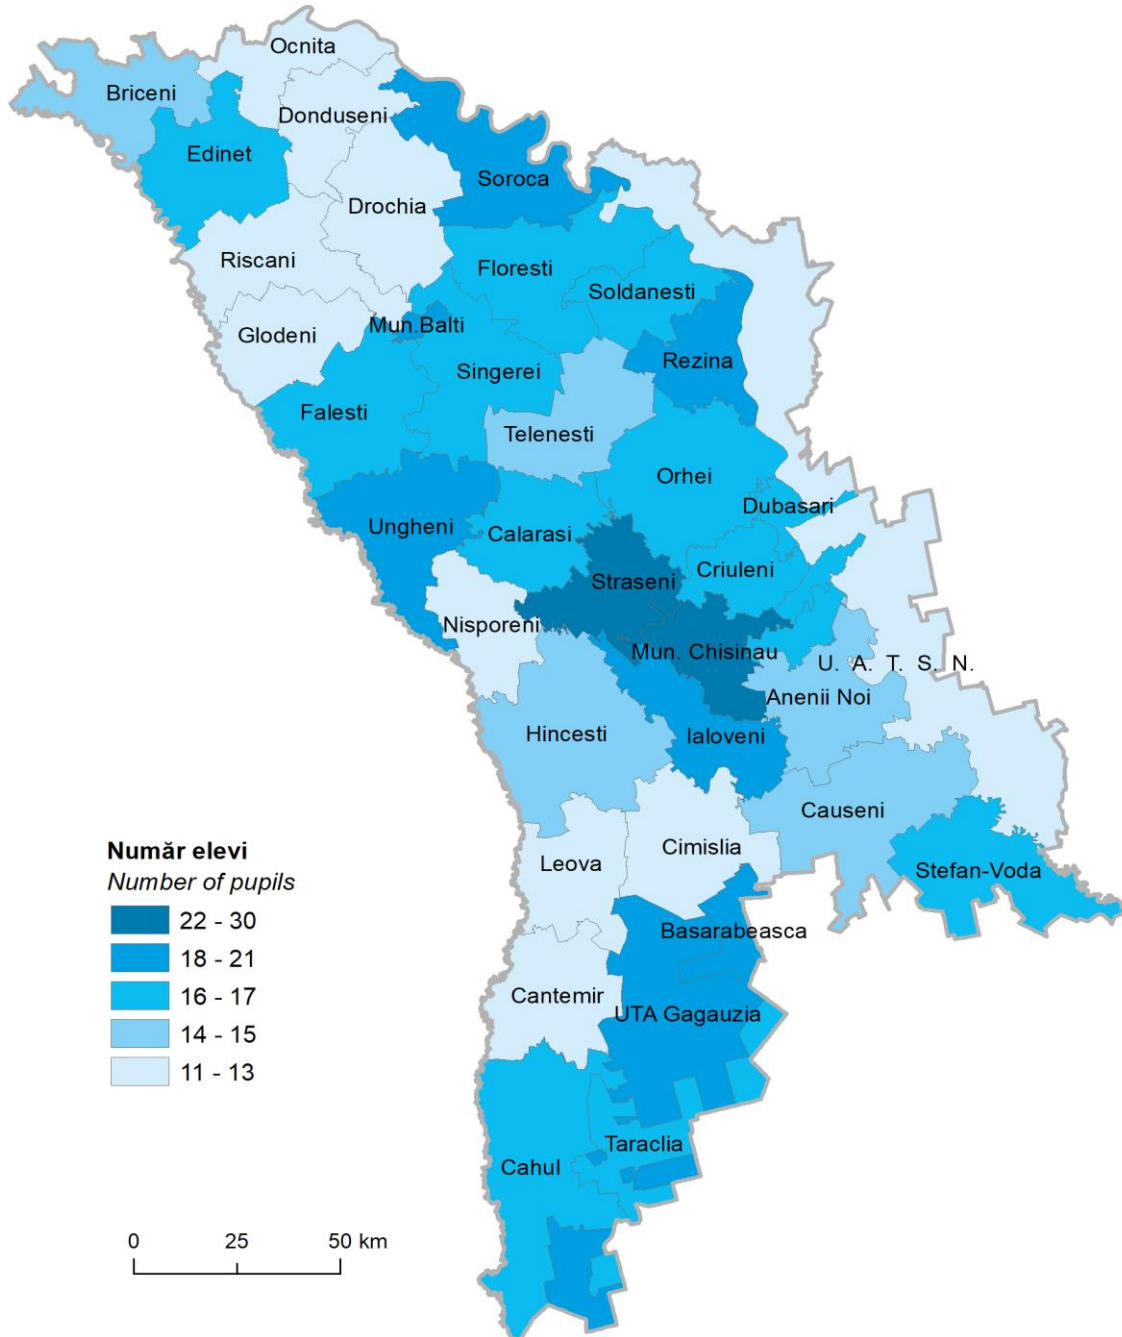 Ocnita
Briceni
Donduseni
Edinet
Soroca
Drochia
Riscani
Floresti
Soldanesti
Mun.Balti
Glodeni
Rezina
Singerei
Falesti
Telenesti
Orhei
Dubasari
Ungheni
Calarasi
Straseni
Criuleni
Nisporeni
Mun. Chisinau
U. A. T. S. N.
Anenii Noi
Hincesti
Ialoveni
Causeni
Cimislia
Leova
Stefan-Voda
Basarabeasca
Cantemir
UTA Gagauzia
Taraclia
Cahul
Număr elevi
Number of pupils
22 - 30
18 - 21
16 - 17
14 - 15
11 - 13
0 25 50 km